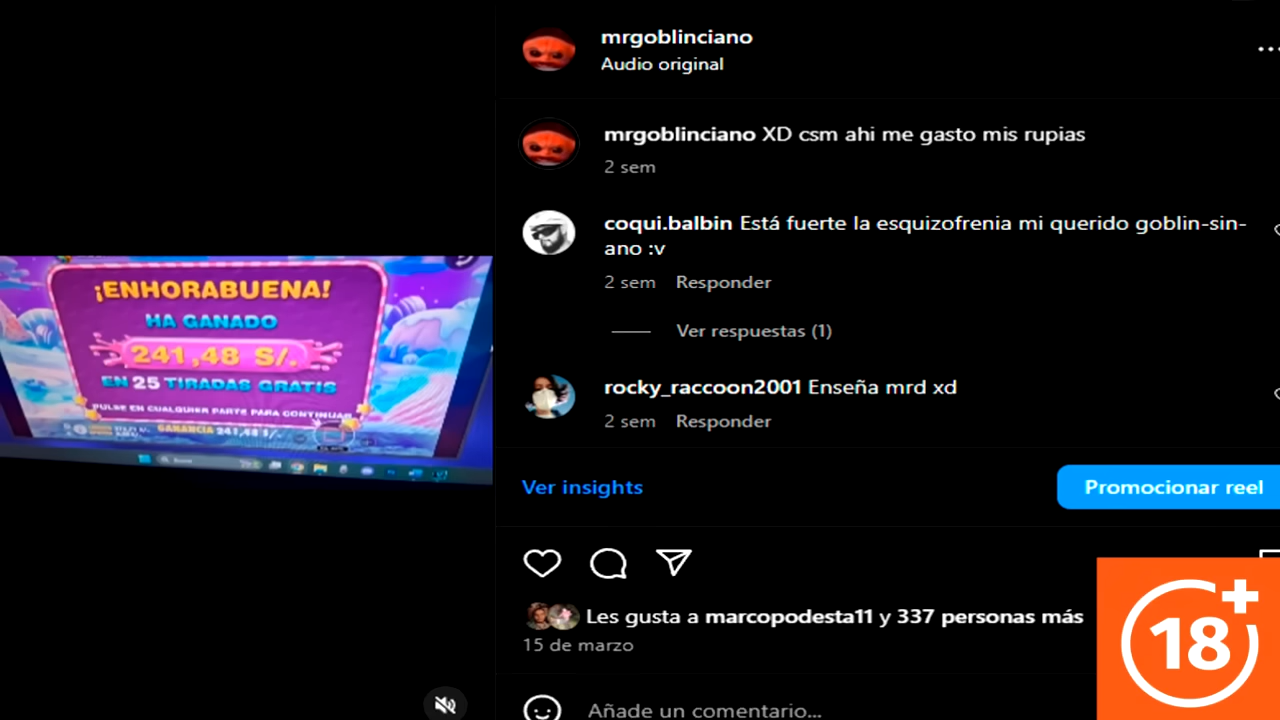 ¡ENHORABUENA!
HA GANADO
241,48 S/.
EN 25 TIRADAS GRATIS
PULSE EN CUALQUIER PARTE PARA CONTINUAR
GANANCIA 241,48 S/.
mrgoblinciano
Audio original
mrgoblinciano XD csm ahi me gasto mis rupias
2 sem
coqui.balbin Está fuerte la esquizofrenia mi querido goblin-sin-
ano :v
2 sem Responder
Ver respuestas (1)
rocky_raccoon2001 Enseña mrd xd
2 sem Responder
Ver insights
Promocionar reel
Les gusta a marcopodesta11 y 337 personas más
15 de marzo
Añade un comentario...
18+